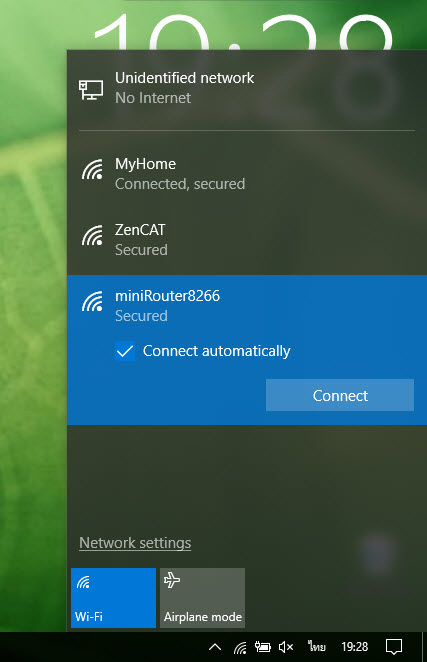 19:28
Unidentified network
No Internet
MyHome
Connected, secured
ZenCAT
Secured
miniRouter8266
Secured
Connect automatically
Connect
Network settings
Wi-Fi
Airplane mode
ไทย
19:28